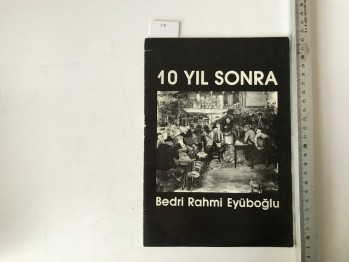 10 YIL SONRA
Bedri Rahmi Eyüboğlu